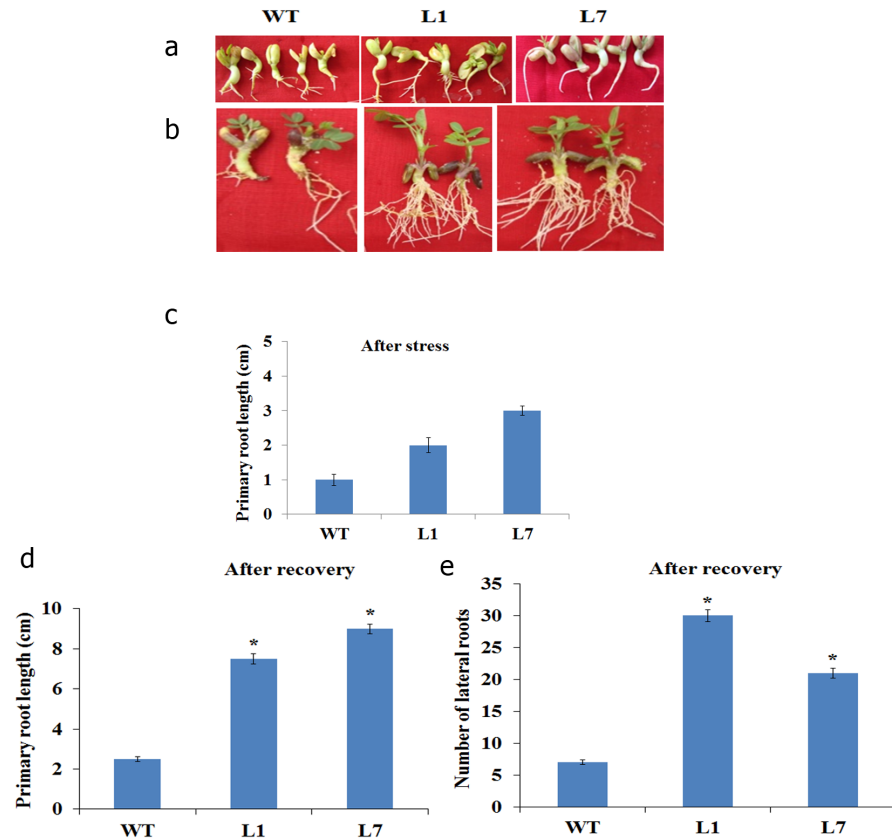 WT L1 L7
a
b
c
After stress
Primary root length (cm)
5
4
3
2
1
0
WT L1 L7
d
After recovery
Primary root length (cm)
10
8
6
4
2
0
*
*
WT L1 L7
e
After recovery
Number of lateral roots
35
30
25
20
15
10
5
0
*
*
WT L1 L7